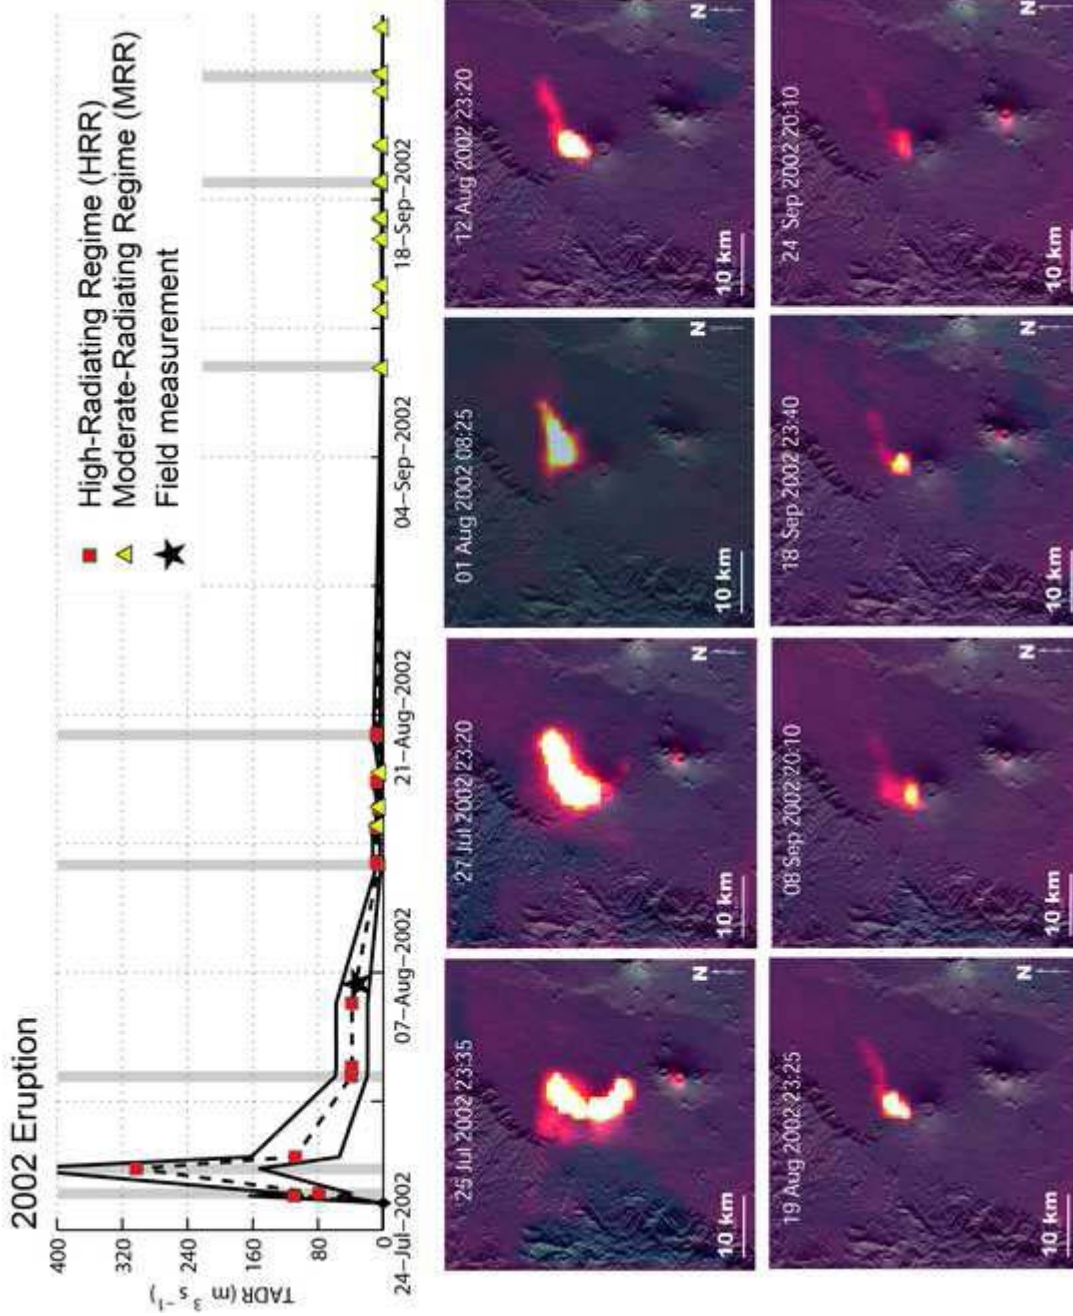 2002 Eruption
TADR (m³ s⁻¹)
400
320
240
160
80
0
High-Radiating Regime (HRR)
Moderate-Radiating Regime (MRR)
Field measurement
24-Jul-2002
07-Aug-2002
21-Aug-2002
04-Sep-2002
18-Sep-2002
25 Jul 2002 23:35
N
10 km
27 Jul 2002 23:20
N
10 km
01 Aug 2002 08:25
N
10 km
12 Aug 2002 23:20
N
10 km
19 Aug 2002 23:25
N
10 km
08 Sep 2002 20:10
N
10 km
18 Sep 2002 23:40
N
10 km
24 Sep 2002 20:10
N
10 km